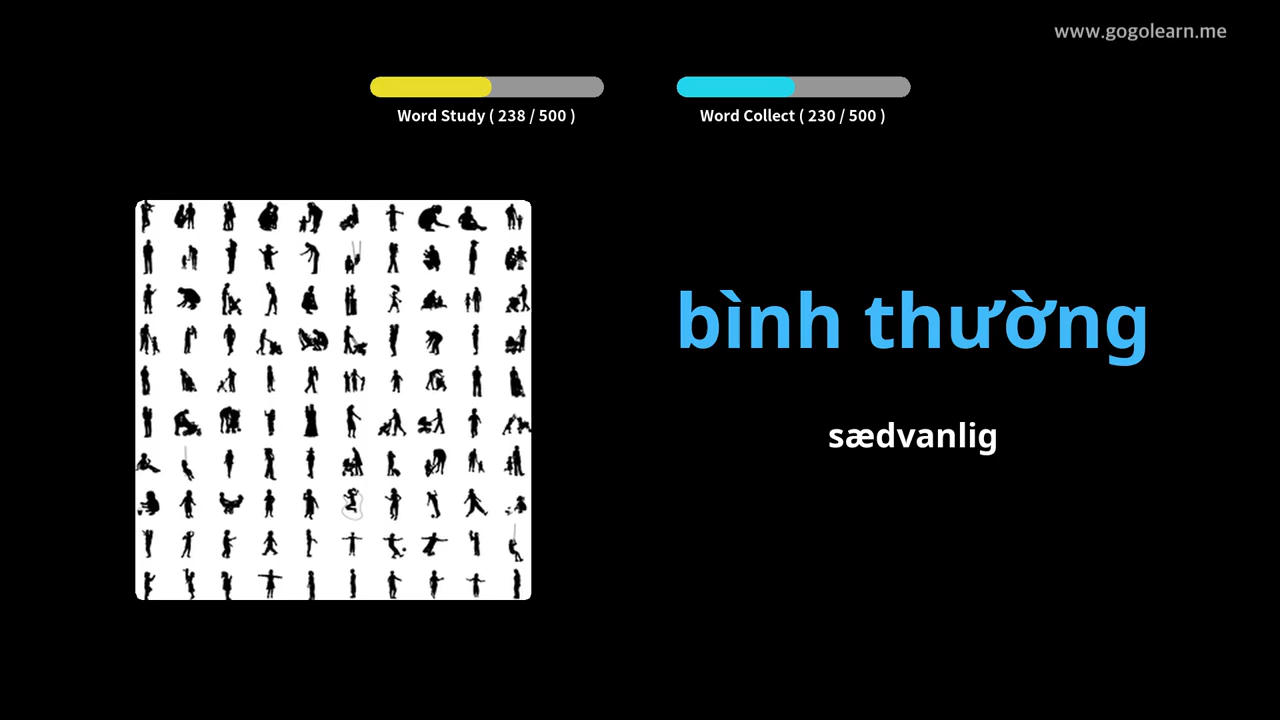 www.gogolearn.me
Word Study ( 238 / 500 )
Word Collect ( 230 / 500 )
bình thường
sædvanlig